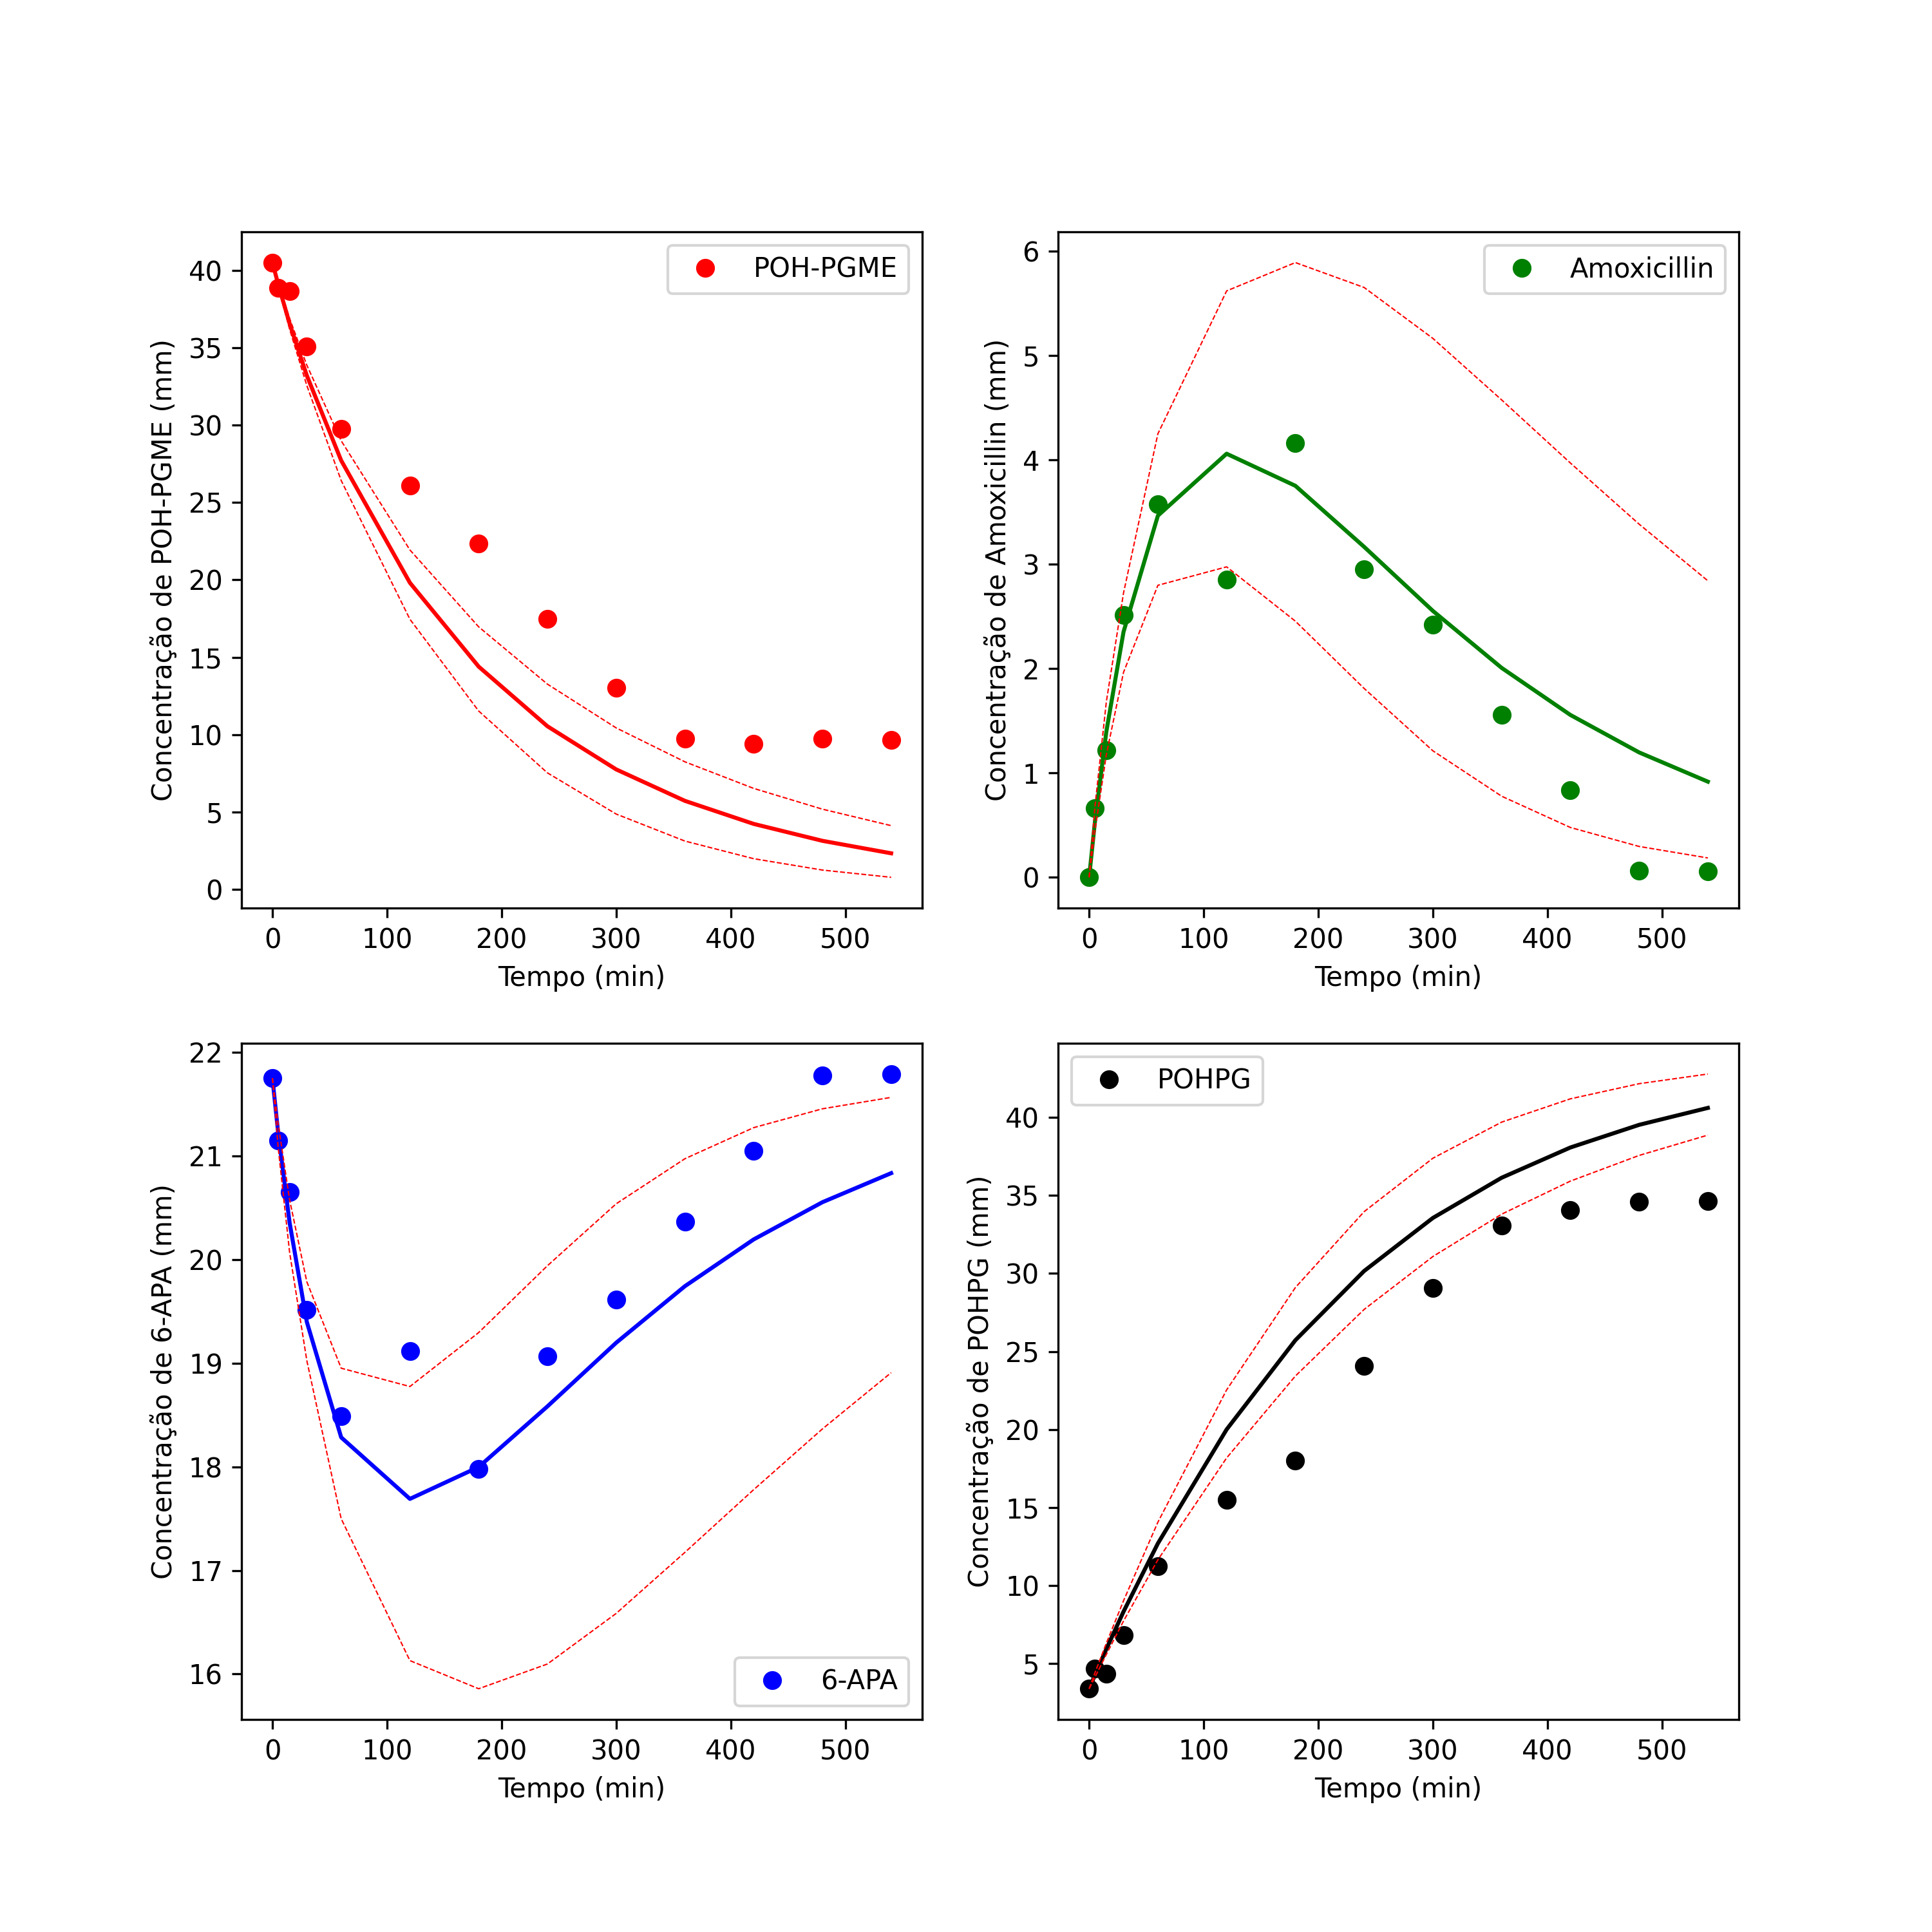 POH-PGME
Concentração de POH-PGME (mm)
40
35
30
25
20
15
10
5
0
0 100 200 300 400 500
Tempo (min)
Amoxicillin
Concentração de Amoxicillin (mm)
6
5
4
3
2
1
0
0 100 200 300 400 500
Tempo (min)
6-APA
Concentração de 6-APA (mm)
22
21
20
19
18
17
16
0 100 200 300 400 500
Tempo (min)
POHPG
Concentração de POHPG (mm)
40
35
30
25
20
15
10
5
0 100 200 300 400 500
Tempo (min)